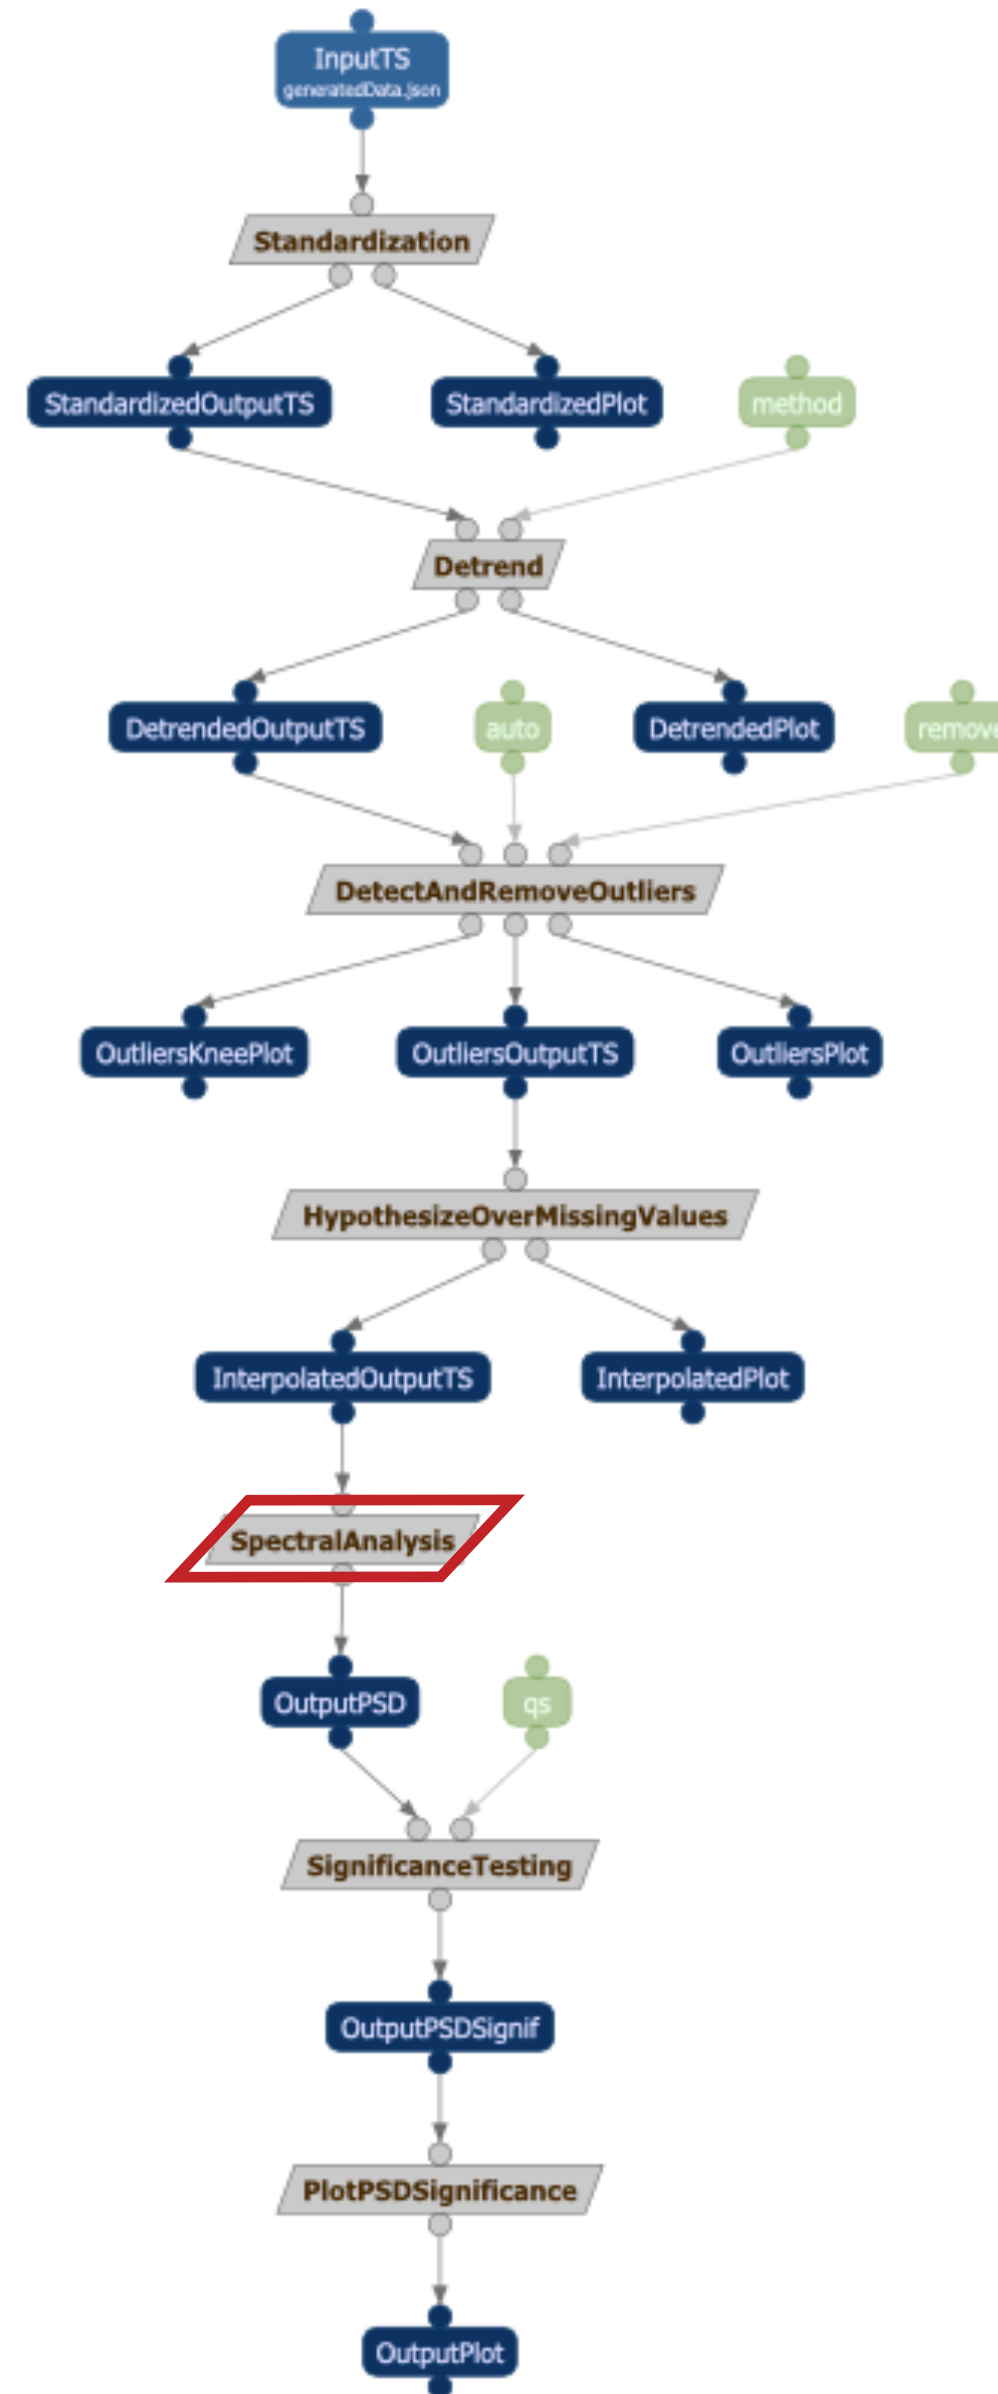 InputTS
generatedData.json
Standardization
StandardizedOutputTS
StandardizedPlot
method
Detrend
DetrendedOutputTS
auto
DetrendedPlot
remove
DetectAndRemoveOutliers
OutliersKneePlot
OutliersOutputTS
OutliersPlot
HypothesizeOverMissingValues
InterpolatedOutputTS
InterpolatedPlot
SpectralAnalysis
OutputPSD
qs
SignificanceTesting
OutputPSDSignif
PlotPSDSignificance
OutputPlot